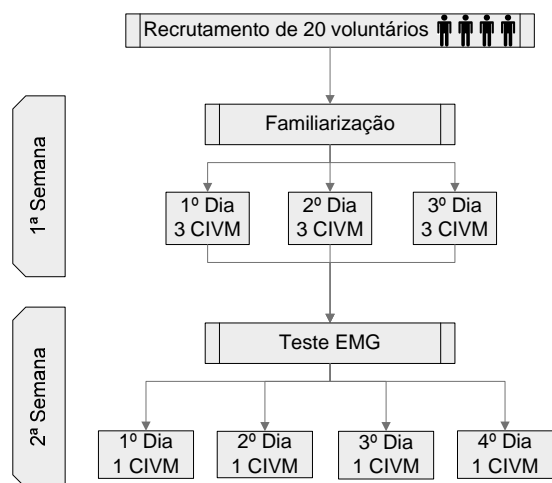 Recrutamento de 20 voluntários
1ª Semana
Familiarização
1º Dia
3 CIVM
2º Dia
3 CIVM
3º Dia
3 CIVM
2ª Semana
Teste EMG
1º Dia
1 CIVM
2º Dia
1 CIVM
3º Dia
1 CIVM
4º Dia
1 CIVM